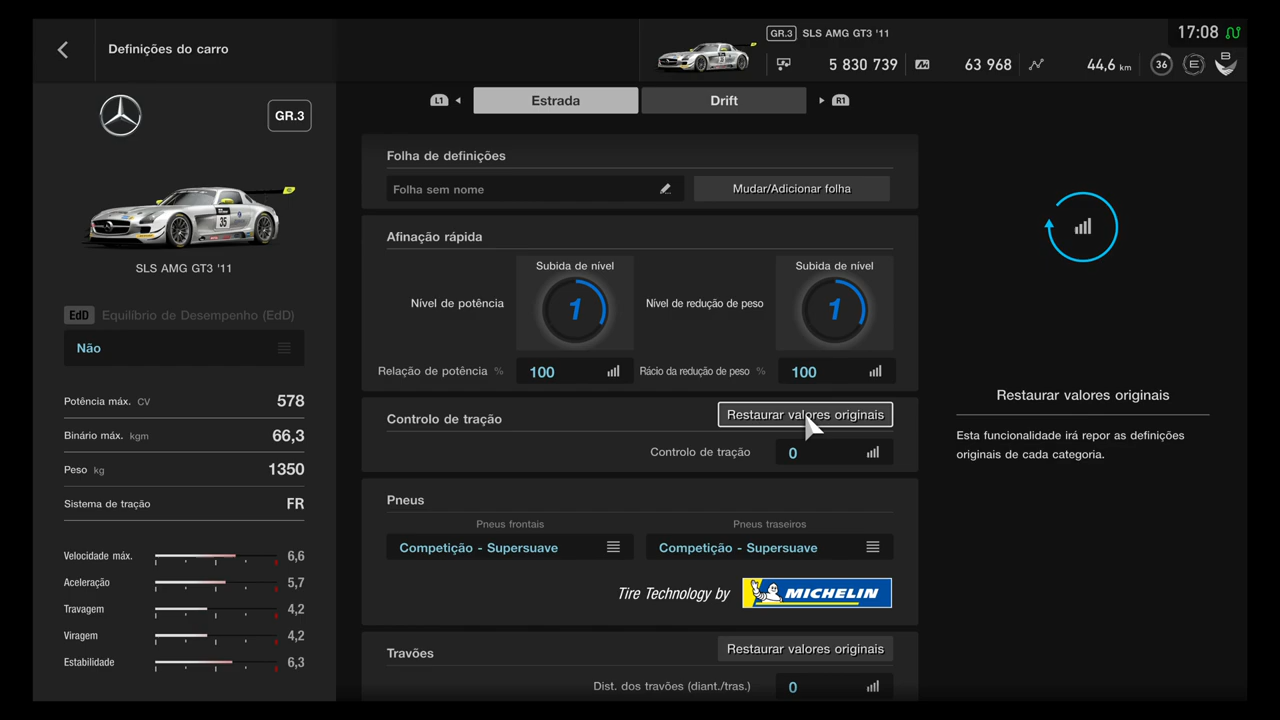 17:08
Definições do carro
GR.3 SLS AMG GT3 '11
5 830 739 63 968 44,6 km 36 E B
GR.3
35
SLS AMG GT3 '11
EdD Equilíbrio de Desempenho (EdD)
Não
Potência máx. CV 578
Binário máx. kgm 66,3
Peso kg 1350
Sistema de tração FR
Velocidade máx. 6,6
Aceleração 5,7
Travagem 4,2
Viragem 4,2
Estabilidade 6,3
L1 Estrada Drift R1
Folha de definições
Folha sem nome Mudar/Adicionar folha
Afinação rápida
Subida de nível Subida de nível
Nível de potência 1 Nível de redução de peso 1
Relação de potência % 100 Rácio da redução de peso % 100
Controlo de tração Restaurar valores originais
Controlo de tração 0
Pneus
Pneus frontais Pneus traseiros
Competição - Supersuave Competição - Supersuave
Tire Technology by MICHELIN
Travões Restaurar valores originais
Dist. dos travões (diant./tras.) 0
Restaurar valores originais
Esta funcionalidade irá repor as definições
originais de cada categoria.